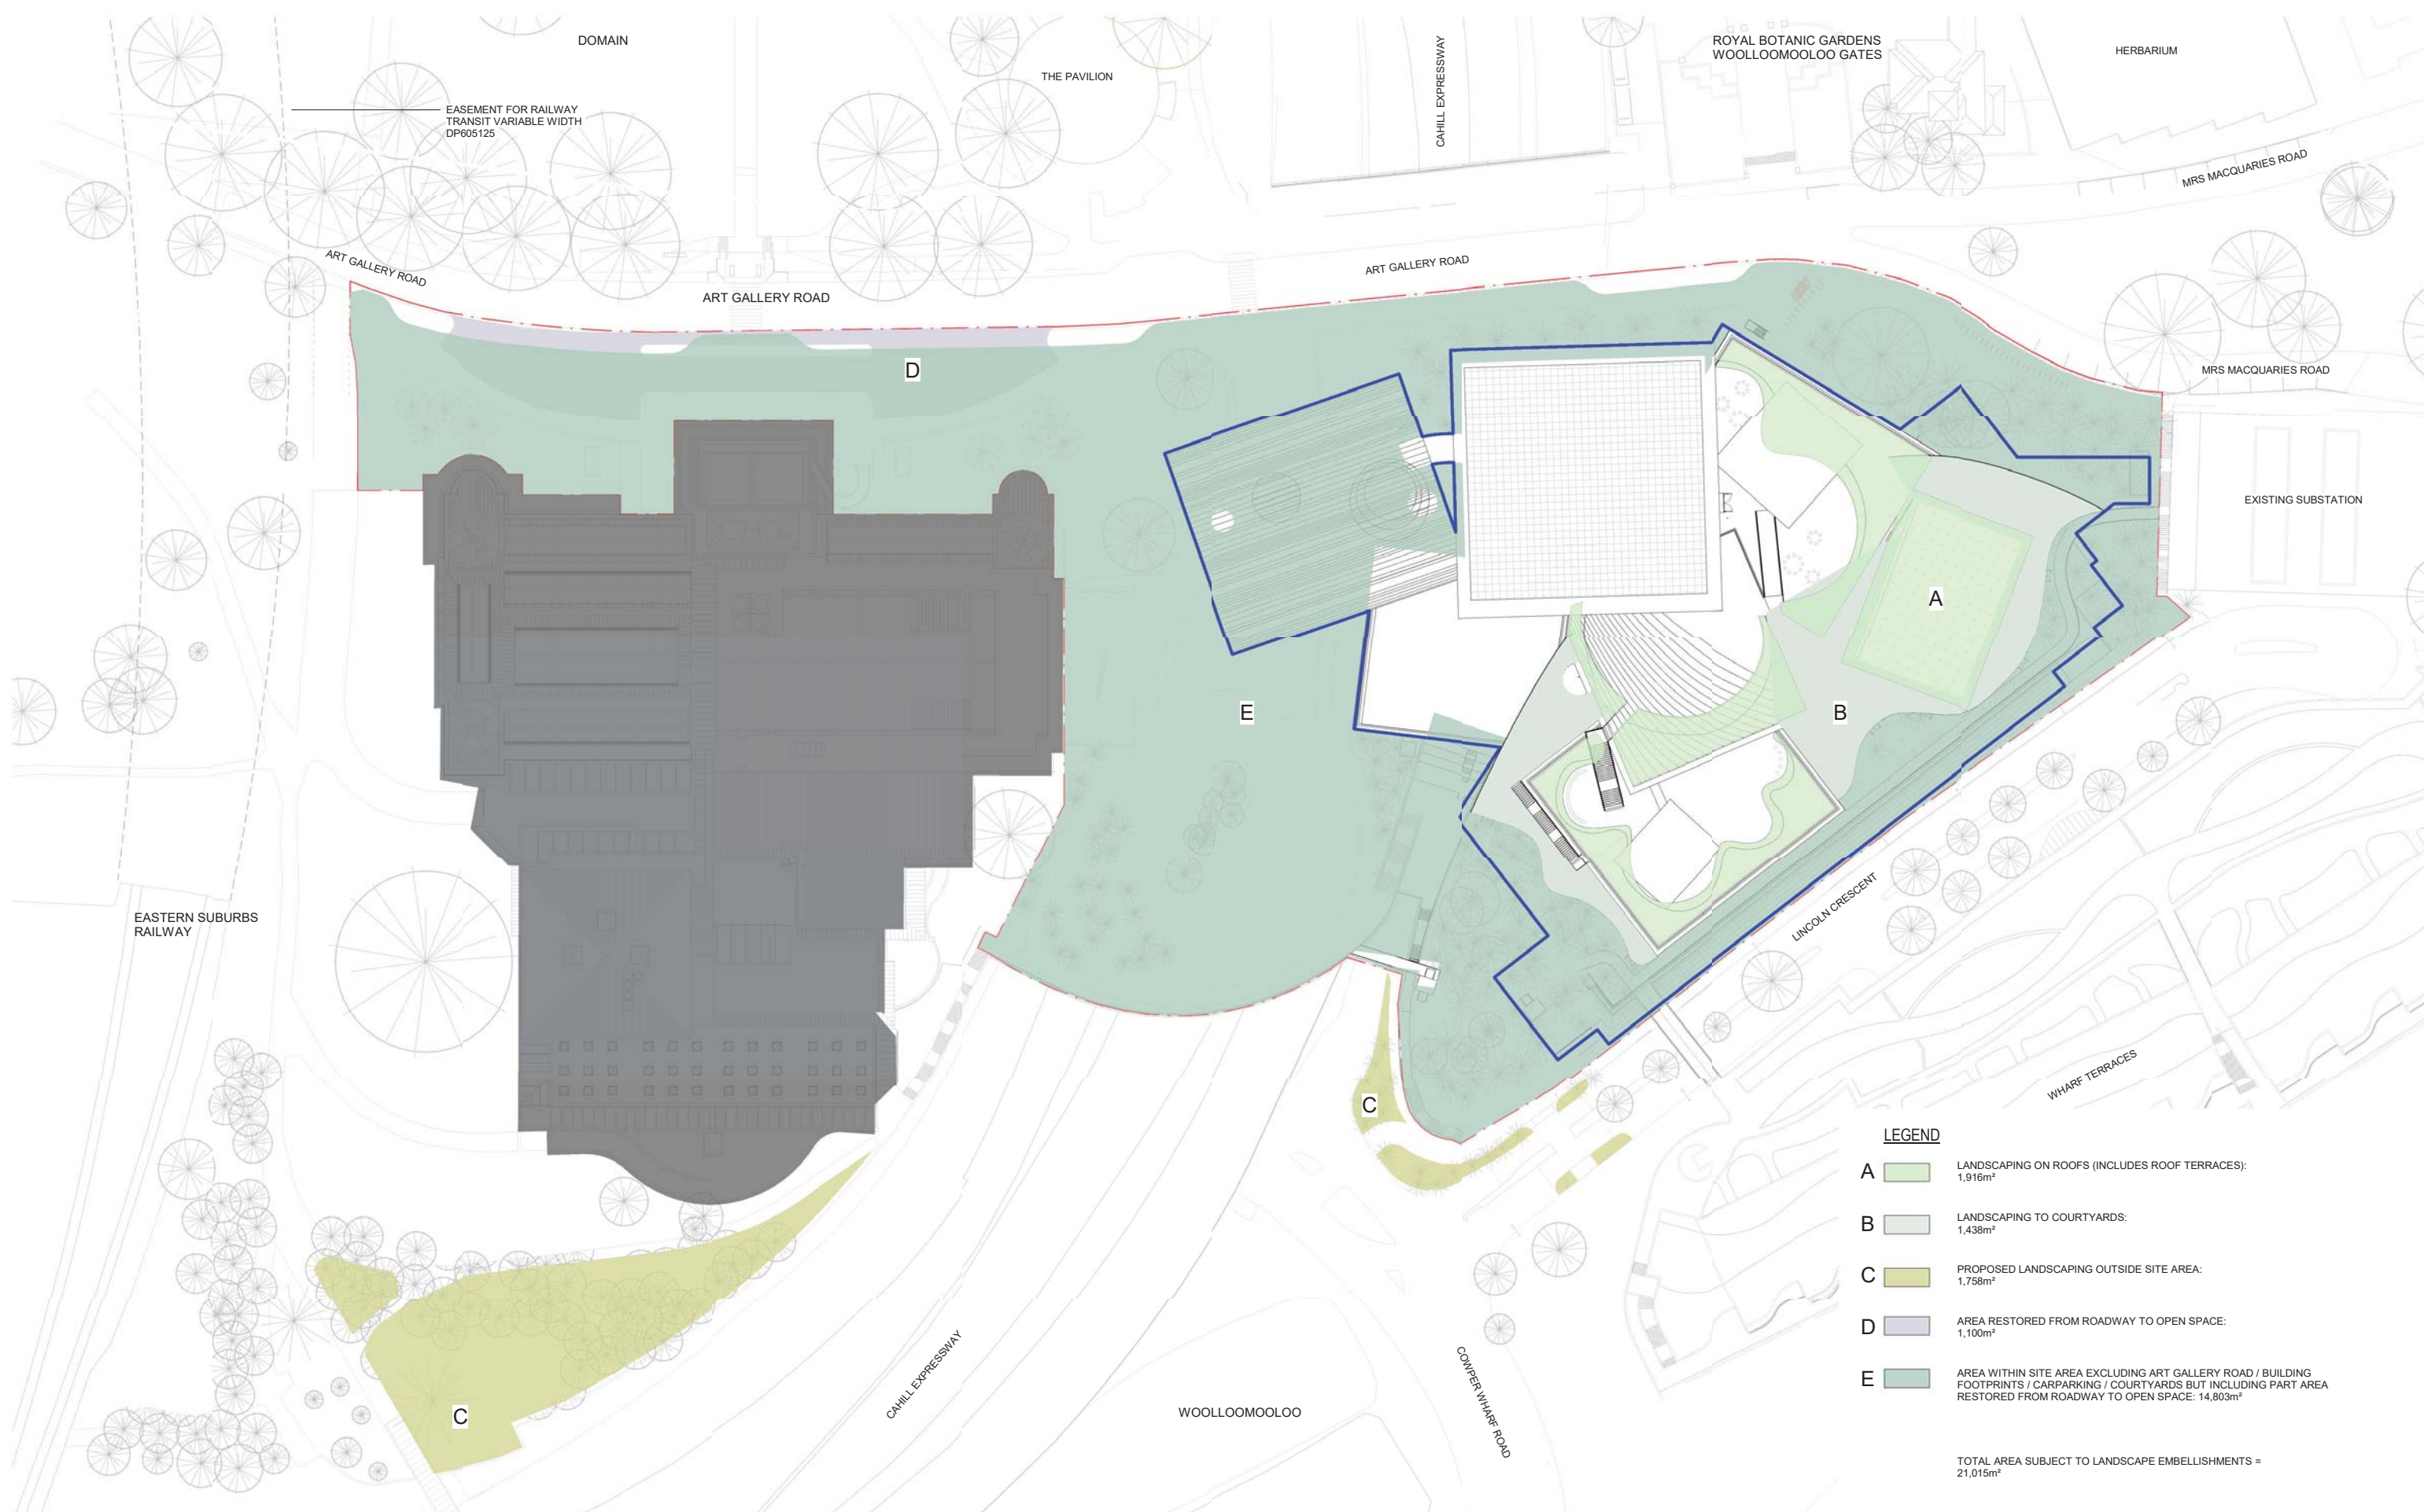 DOMAIN
THE PAVILION
CAHILL EXPRESSWAY
ROYAL BOTANIC GARDENS
WOOLLOOMOOLOO GATES
HERBARIUM
EASEMENT FOR RAILWAY
TRANSIT VARIABLE WIDTH
DP605125
MRS MACQUARIES ROAD
ART GALLERY ROAD
ART GALLERY ROAD
ART GALLERY ROAD
D
MRS MACQUARIES ROAD
EXISTING SUBSTATION
A
E
B
EASTERN SUBURBS
RAILWAY
LINCOLN CRESCENT
WHARF TERRACES
C
C
CAHILL EXPRESSWAY
WOOLLOOMOOLOO
COWPER WHARF ROAD
LEGEND
A LANDSCAPING ON ROOFS (INCLUDES ROOF TERRACES):
1,916m²
B LANDSCAPING TO COURTYARDS:
1,438m²
C PROPOSED LANDSCAPING OUTSIDE SITE AREA:
1,758m²
D AREA RESTORED FROM ROADWAY TO OPEN SPACE:
1,100m²
E AREA WITHIN SITE AREA EXCLUDING ART GALLERY ROAD / BUILDING
FOOTPRINTS / CARPARKING / COURTYARDS BUT INCLUDING PART AREA
RESTORED FROM ROADWAY TO OPEN SPACE: 14,803m²
TOTAL AREA SUBJECT TO LANDSCAPE EMBELLISHMENTS =
21,015m²